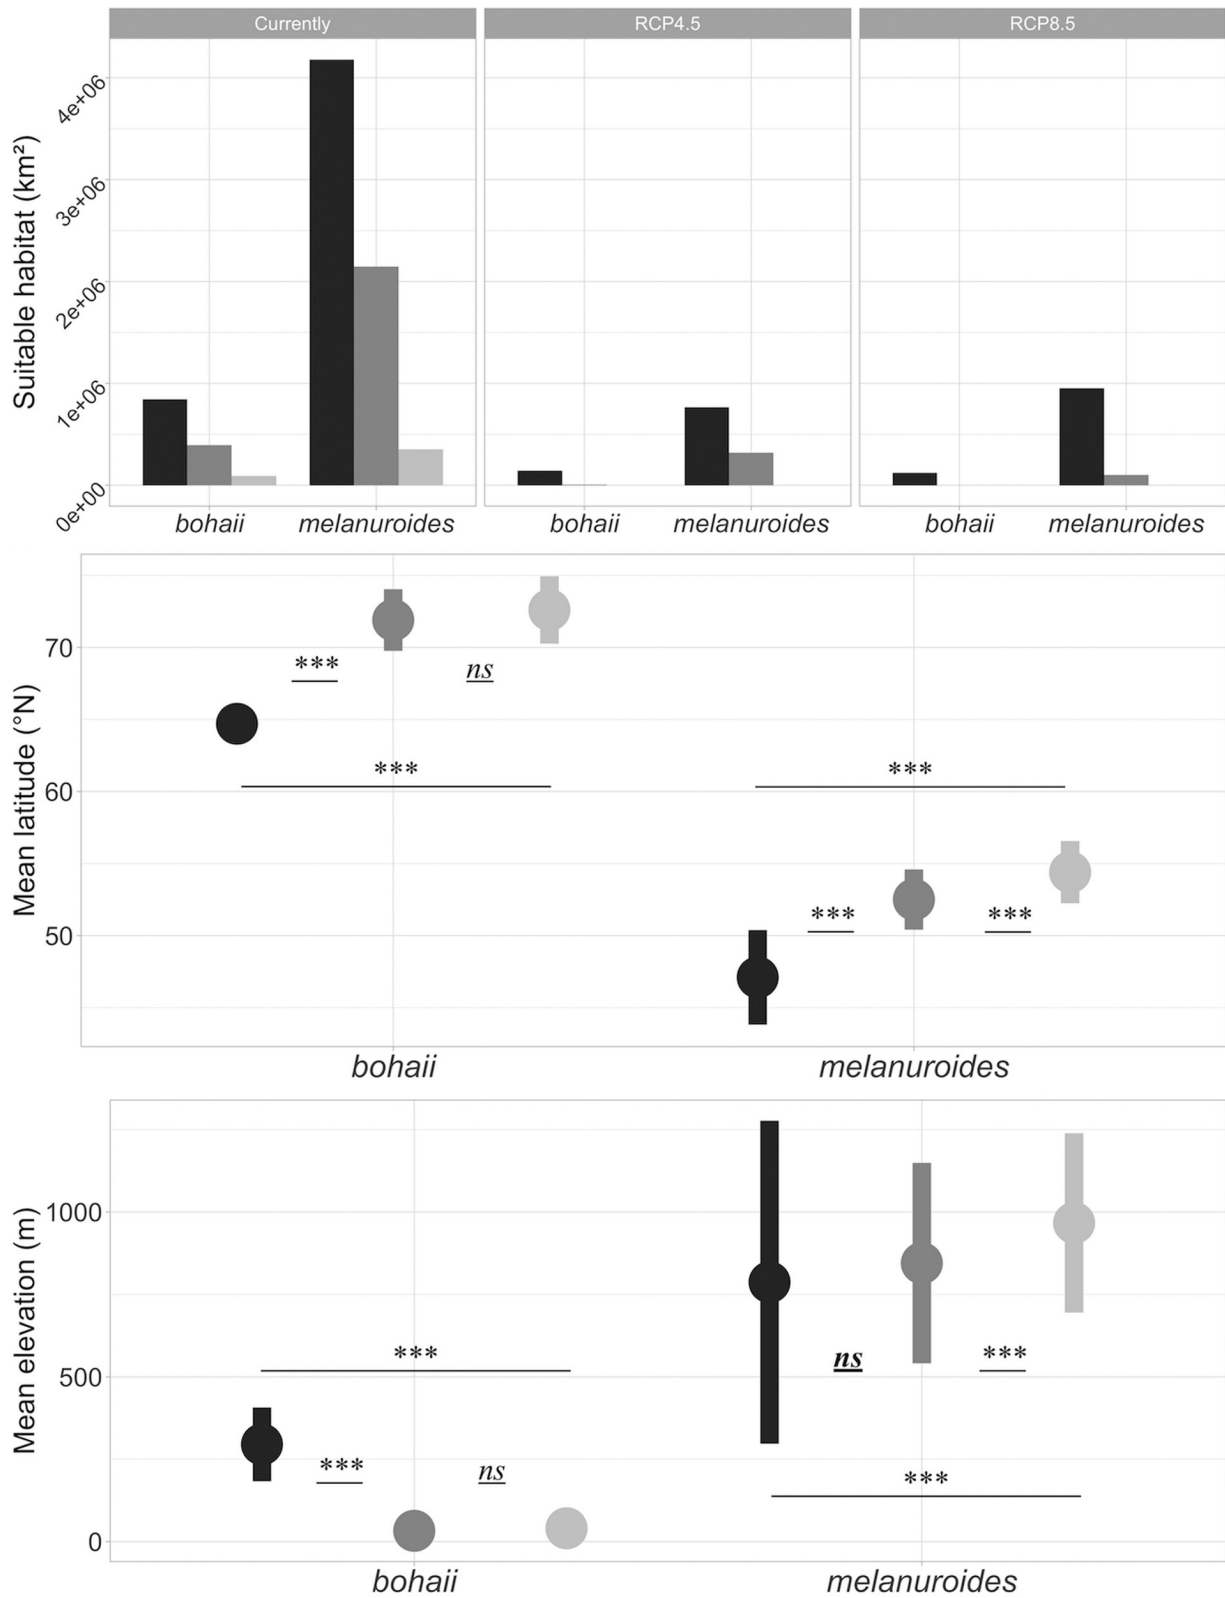 Currently RCP4.5 RCP8.5
Suitable habitat (km²)
4e+06
3e+06
2e+06
1e+06
0e+00
bohaii melanuroides bohaii melanuroides bohaii melanuroides
Mean latitude (°N)
70
*** ns
*** ***
60
*** ***
50
bohaii melanuroides
Mean elevation (m)
1000
*** ns ***
500
*** ns ***
0
bohaii melanuroides